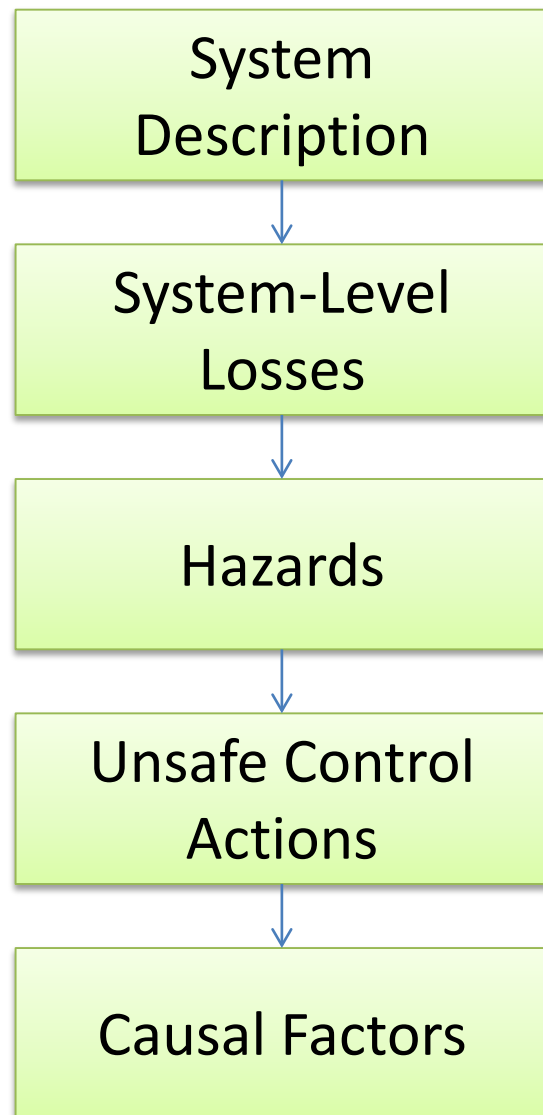 System
Description
System-Level
Losses
Hazards
Unsafe Control
Actions
Causal Factors